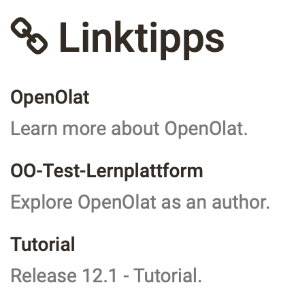 Linktipps
OpenOlat
Learn more about OpenOlat.
OO-Test-Lernplattform
Explore OpenOlat as an author.
Tutorial
Release 12.1 - Tutorial.